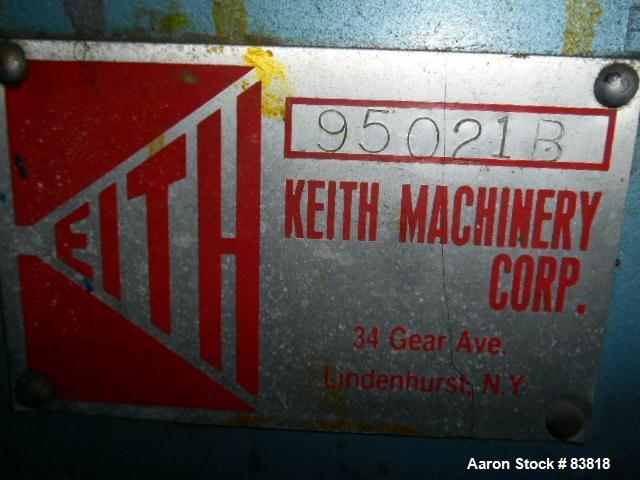 KEITH
95021B
KEITH MACHINERY
CORP.
34 Gear Ave.
Lindenhurst, N.Y.
Aaron Stock # 83818